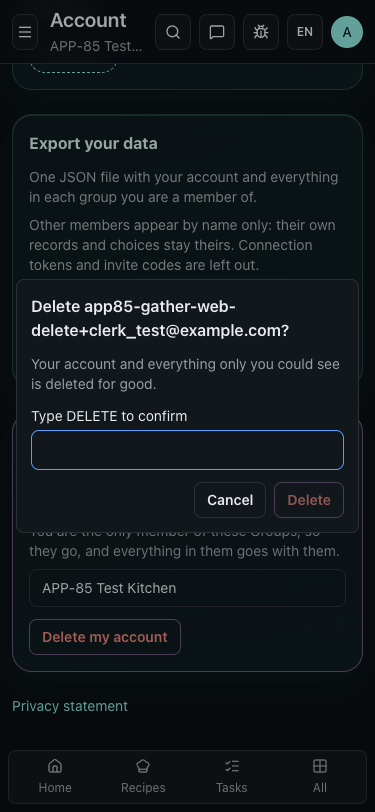 Account
APP-85 Test...
EN
A
Export your data
One JSON file with your account and everything
in each group you are a member of.
Other members appear by name only: their own
records and choices stay theirs. Connection
tokens and invite codes are left out.
Delete app85-gather-web-
delete+clerk_test@example.com?
Your account and everything only you could see
is deleted for good.
Type DELETE to confirm
Cancel
Delete
You are the only member of these Groups, so
they go, and everything in them goes with them.
APP-85 Test Kitchen
Delete my account
Privacy statement
Home
Recipes
Tasks
All